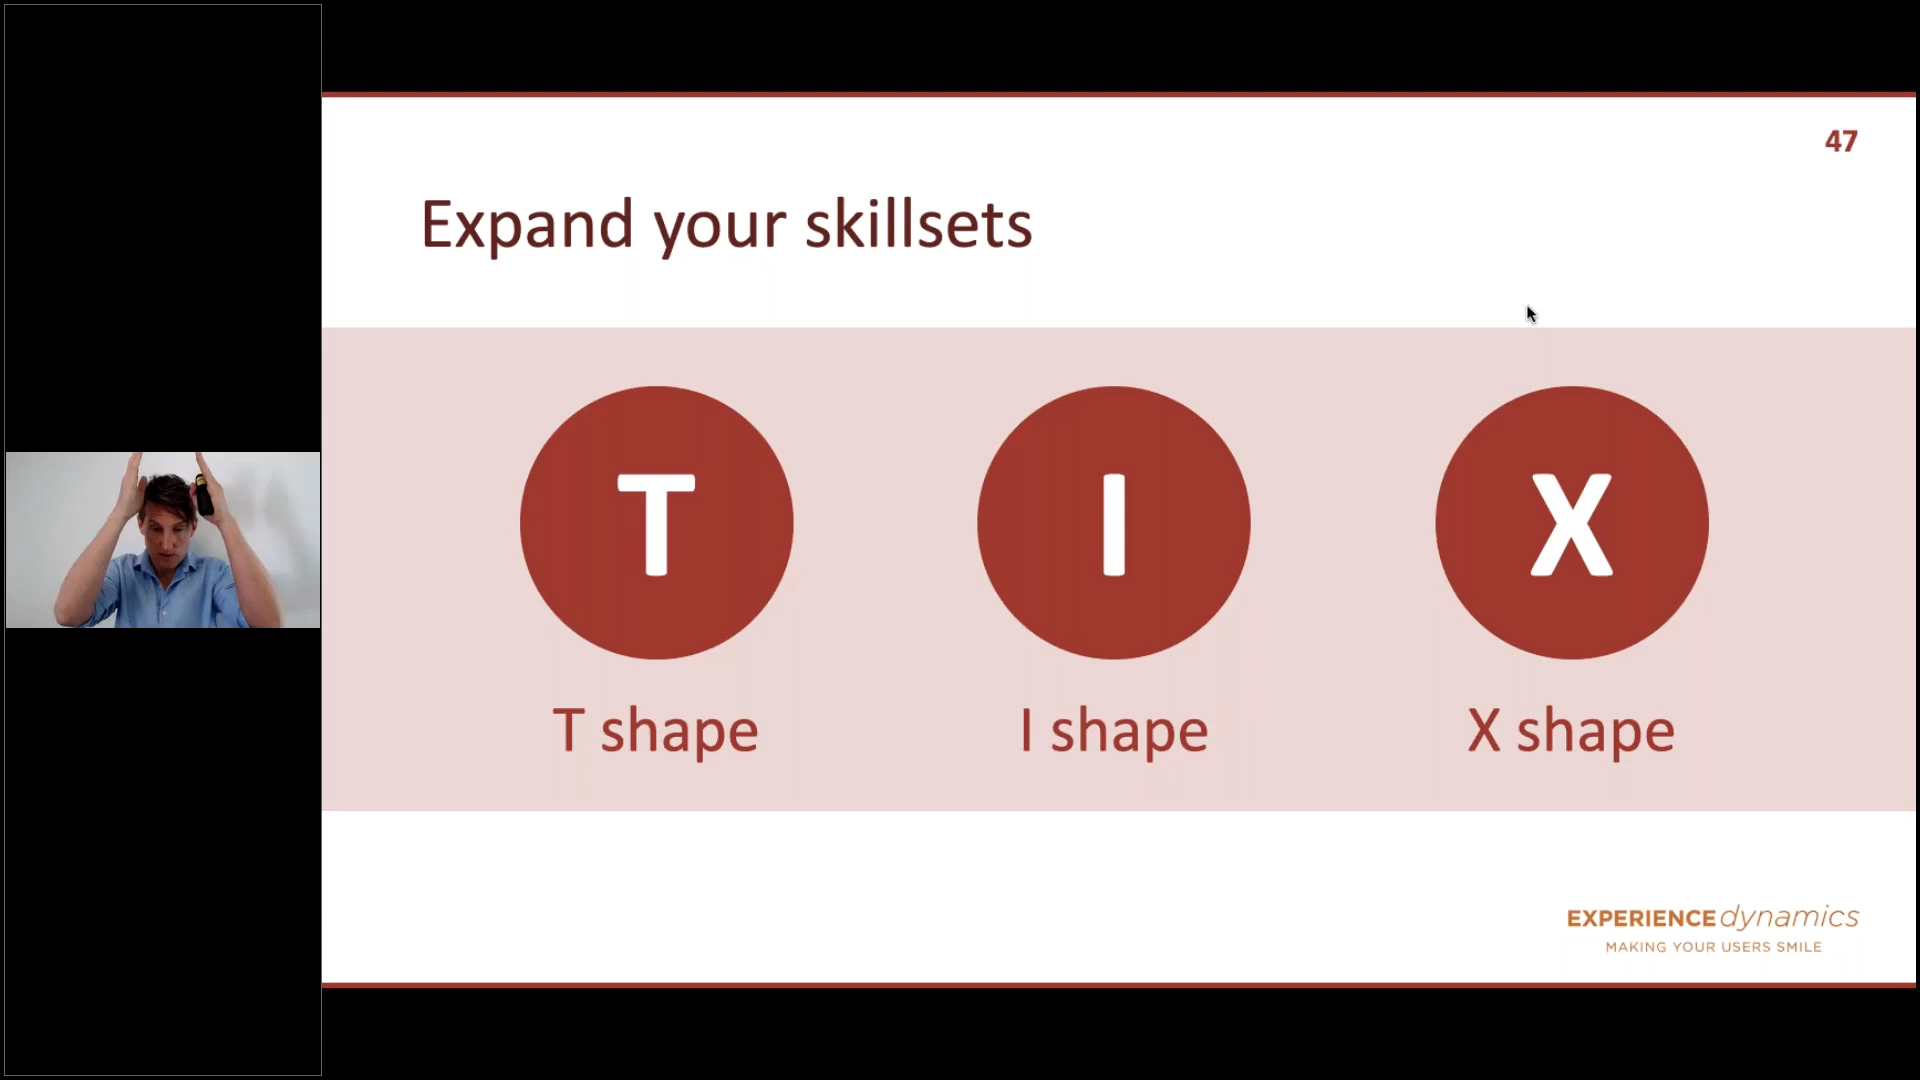 47
Expand your skillsets
T
I
X
T shape
I shape
X shape
EXPERIENCE dynamics
MAKING YOUR USERS SMILE